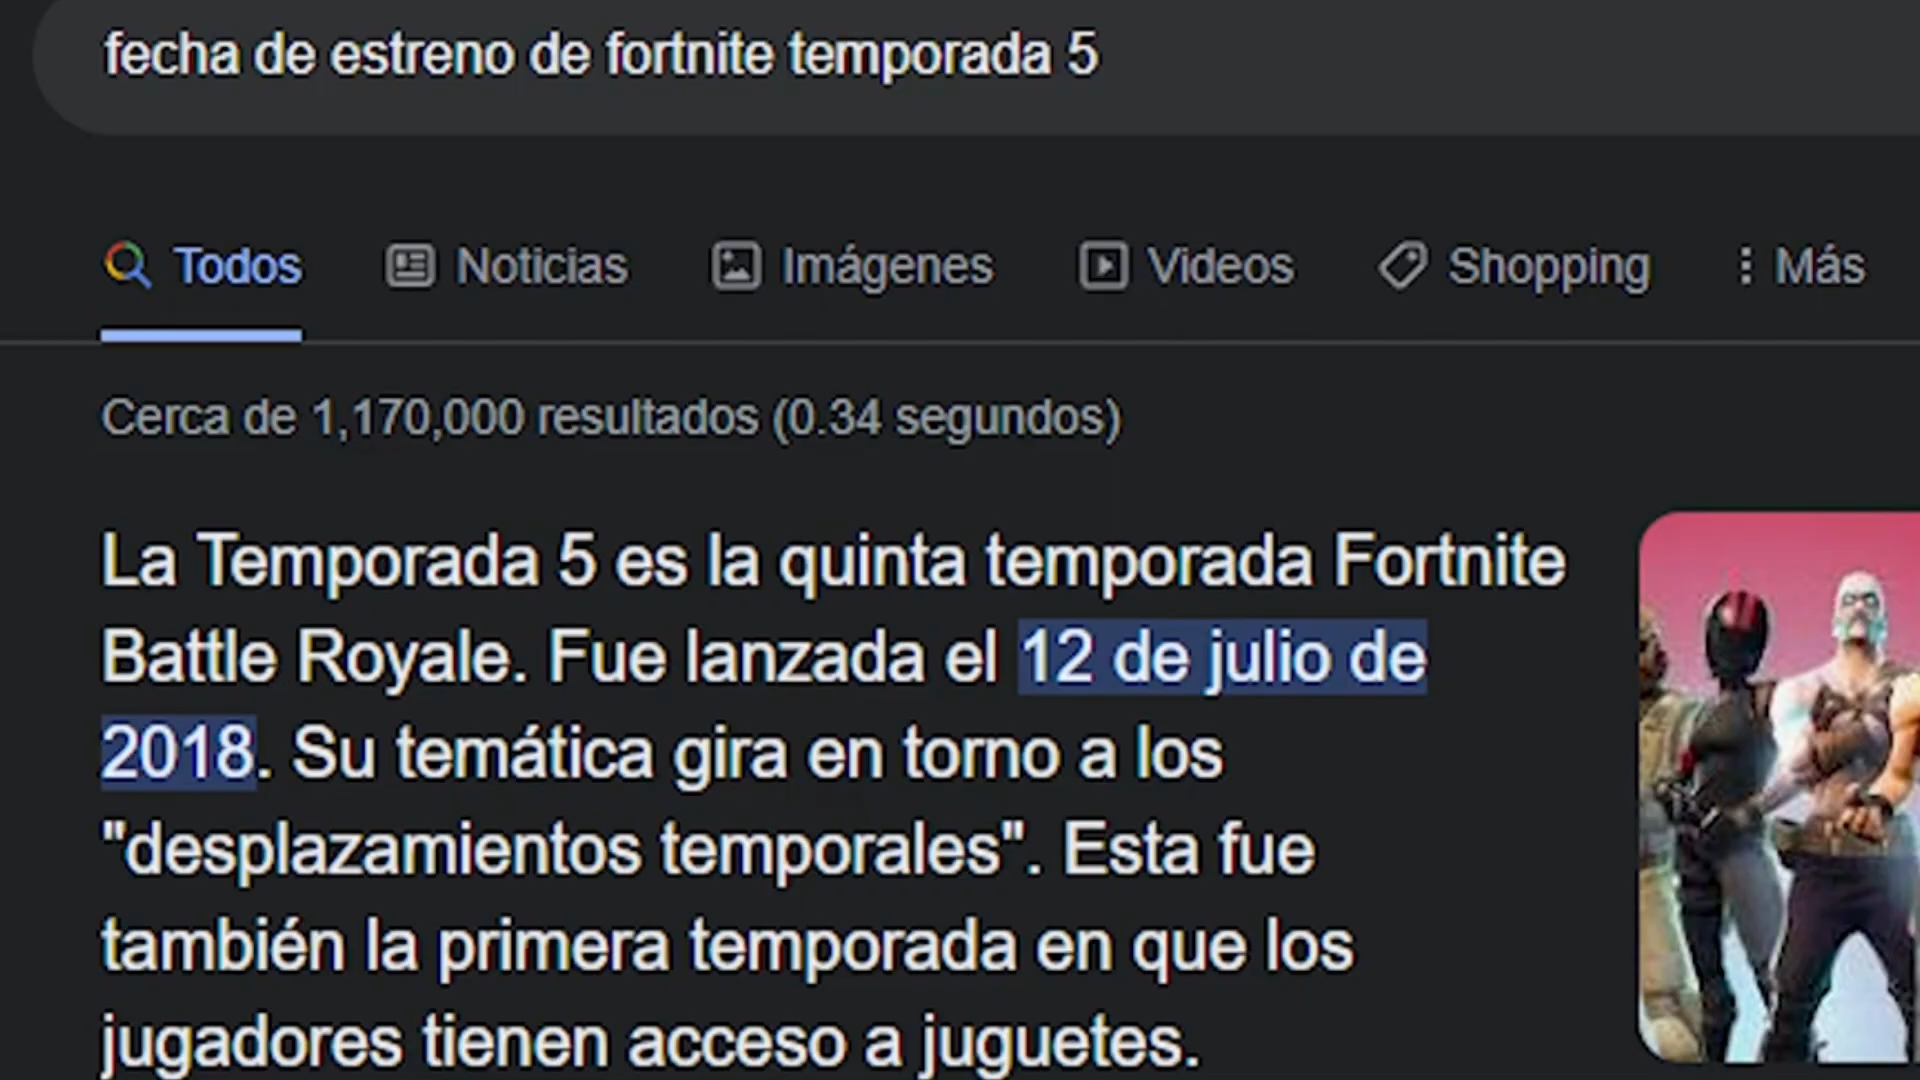 fecha de estreno de fortnite temporada 5
Todos Noticias Imágenes Videos Shopping Más
Cerca de 1,170,000 resultados (0.34 segundos)
La Temporada 5 es la quinta temporada Fortnite
Battle Royale. Fue lanzada el 12 de julio de
2018. Su temática gira en torno a los
"desplazamientos temporales". Esta fue
también la primera temporada en que los
jugadores tienen acceso a juguetes.